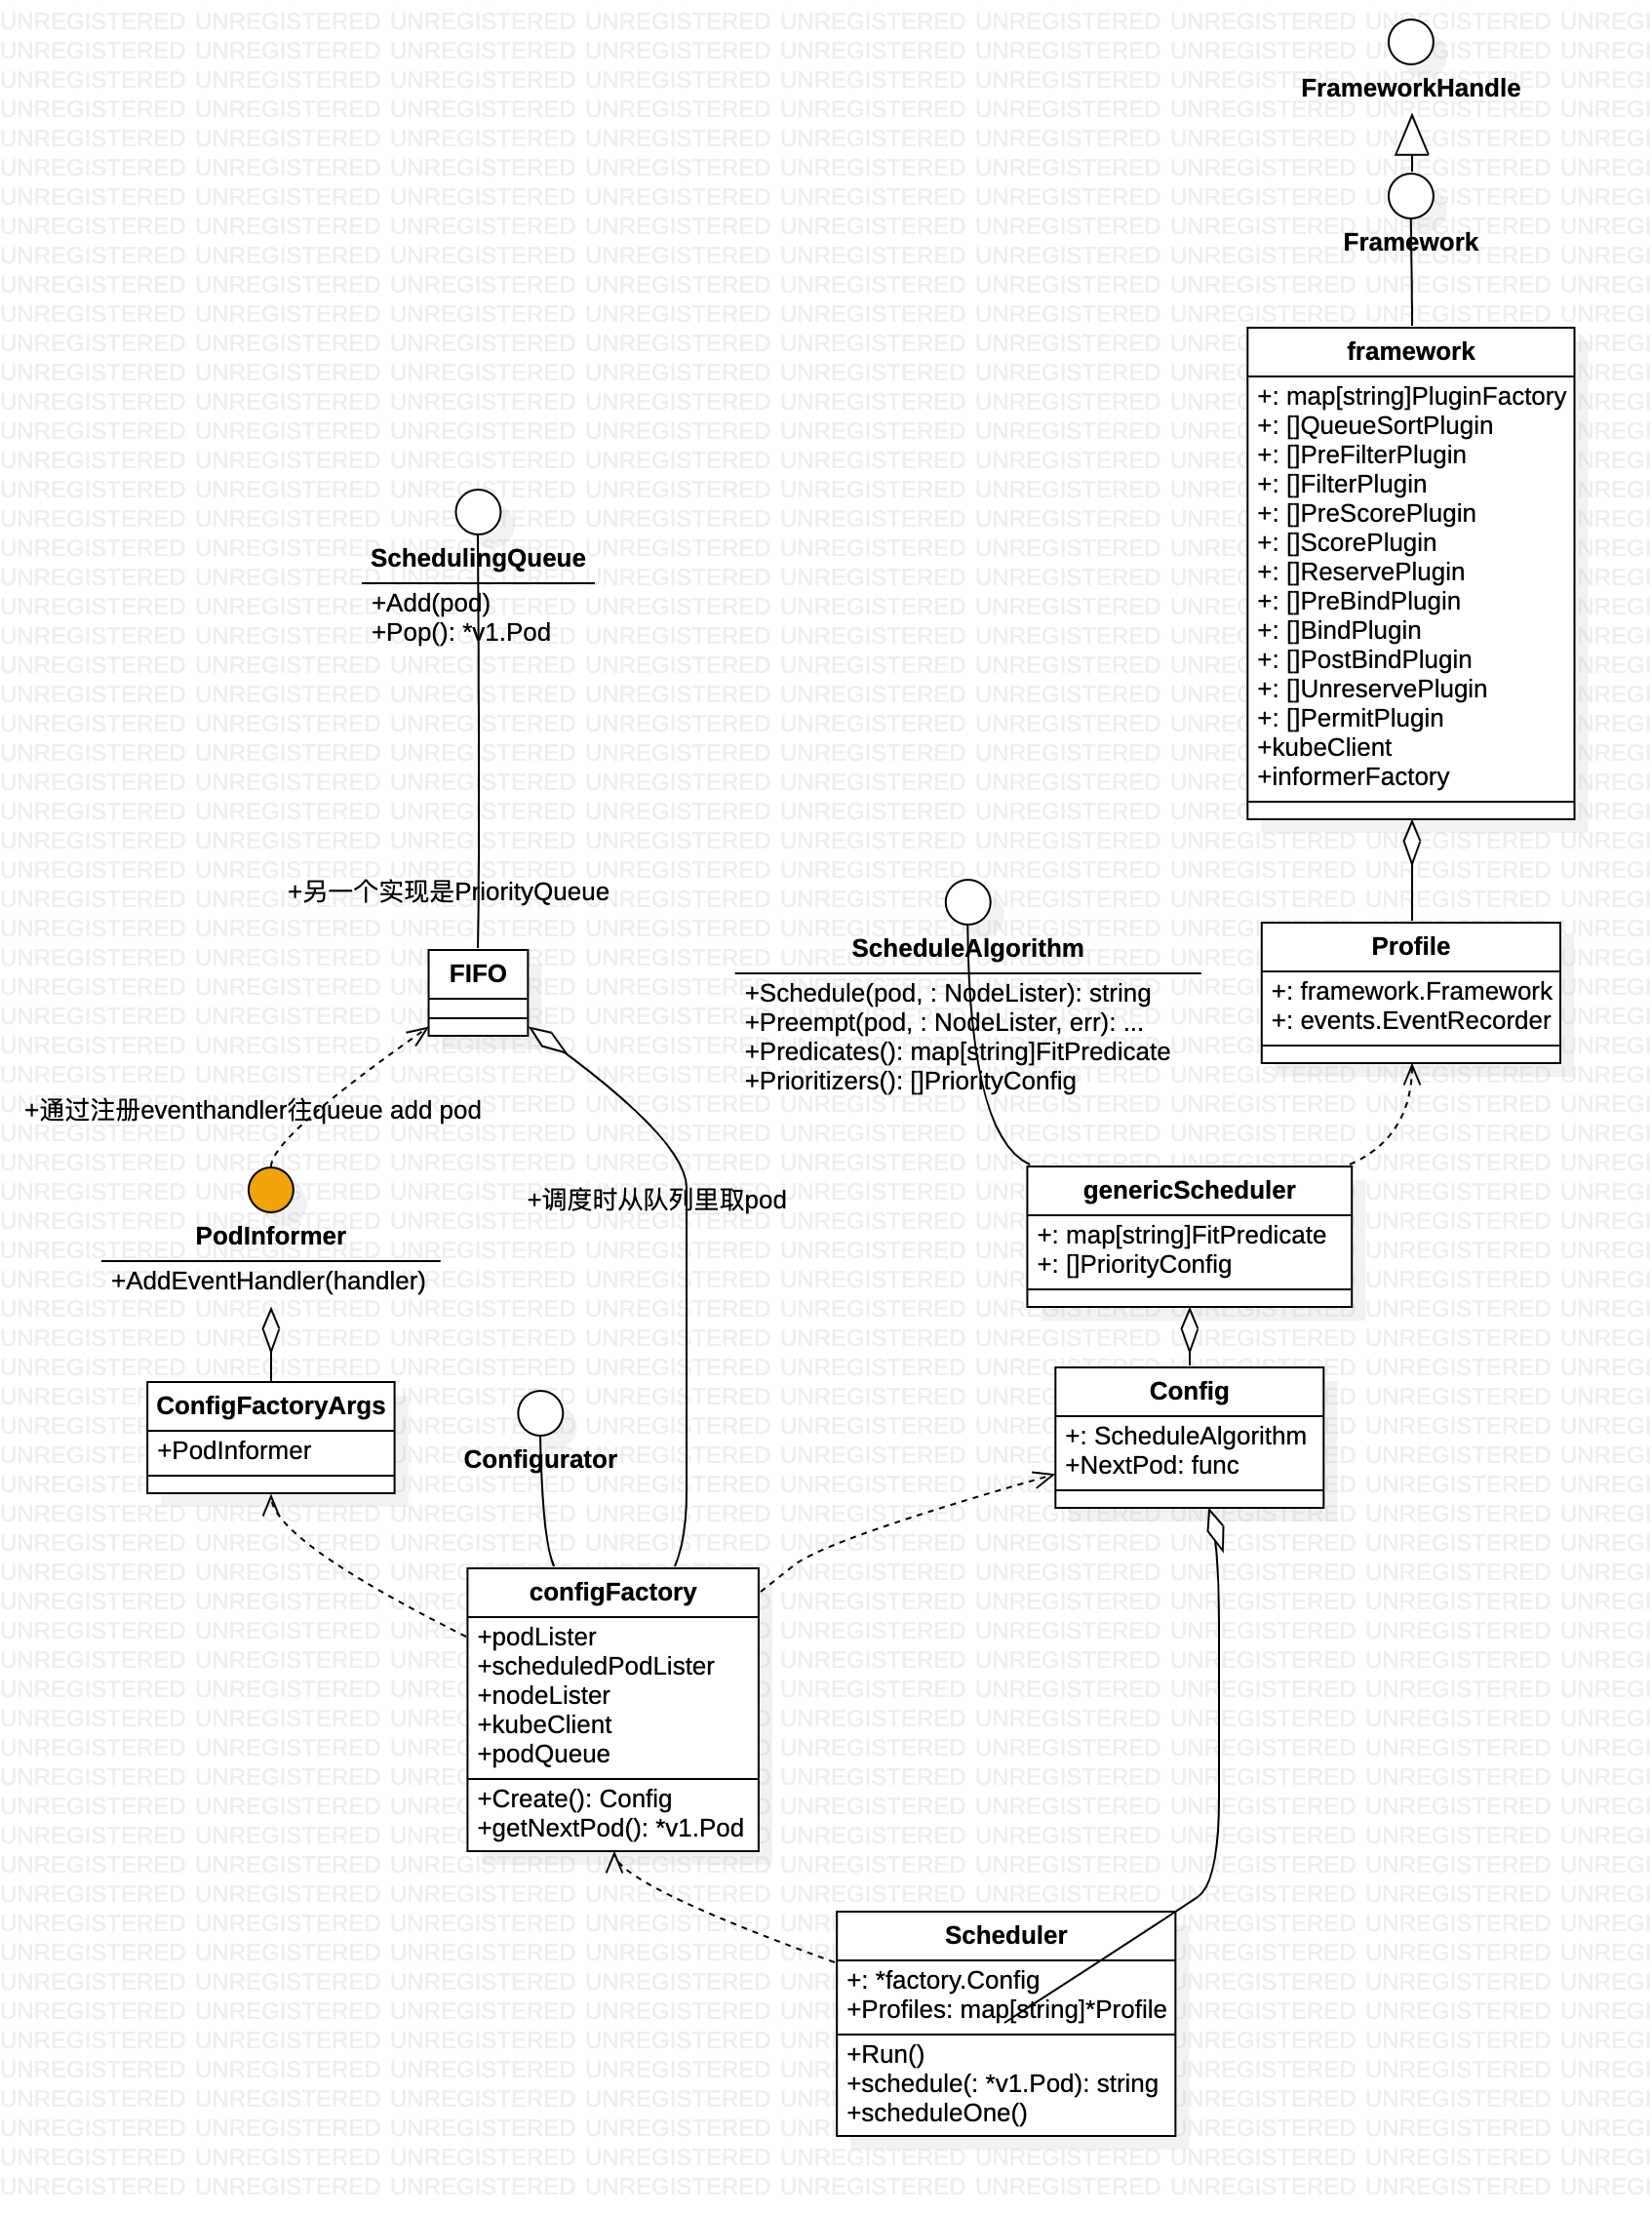 FrameworkHandle
Framework
framework
+: map[string]PluginFactory
+: []QueueSortPlugin
+: []PreFilterPlugin
+: []FilterPlugin
+: []PreScorePlugin
+: []ScorePlugin
+: []ReservePlugin
+: []PreBindPlugin
+: []BindPlugin
+: []PostBindPlugin
+: []UnreservePlugin
+: []PermitPlugin
+kubeClient
+informerFactory
SchedulingQueue
+Add(pod)
+Pop(): *v1.Pod
+另一个实现是PriorityQueue
FIFO
ScheduleAlgorithm
+Schedule(pod, : NodeLister): string
+Preempt(pod, : NodeLister, err): ...
+Predicates(): map[string]FitPredicate
+Prioritizers(): []PriorityConfig
Profile
+: framework.Framework
+: events.EventRecorder
+通过注册eventhandler往queue add pod
PodInformer
+AddEventHandler(handler)
+调度时从队列里取pod
genericScheduler
+: map[string]FitPredicate
+: []PriorityConfig
ConfigFactoryArgs
+PodInformer
Configurator
Config
+: ScheduleAlgorithm
+NextPod: func
configFactory
+podLister
+scheduledPodLister
+nodeLister
+kubeClient
+podQueue
+Create(): Config
+getNextPod(): *v1.Pod
Scheduler
+: *factory.Config
+Profiles: map[string]*Profile
+Run()
+schedule(: *v1.Pod): string
+scheduleOne()
UNREGISTERED